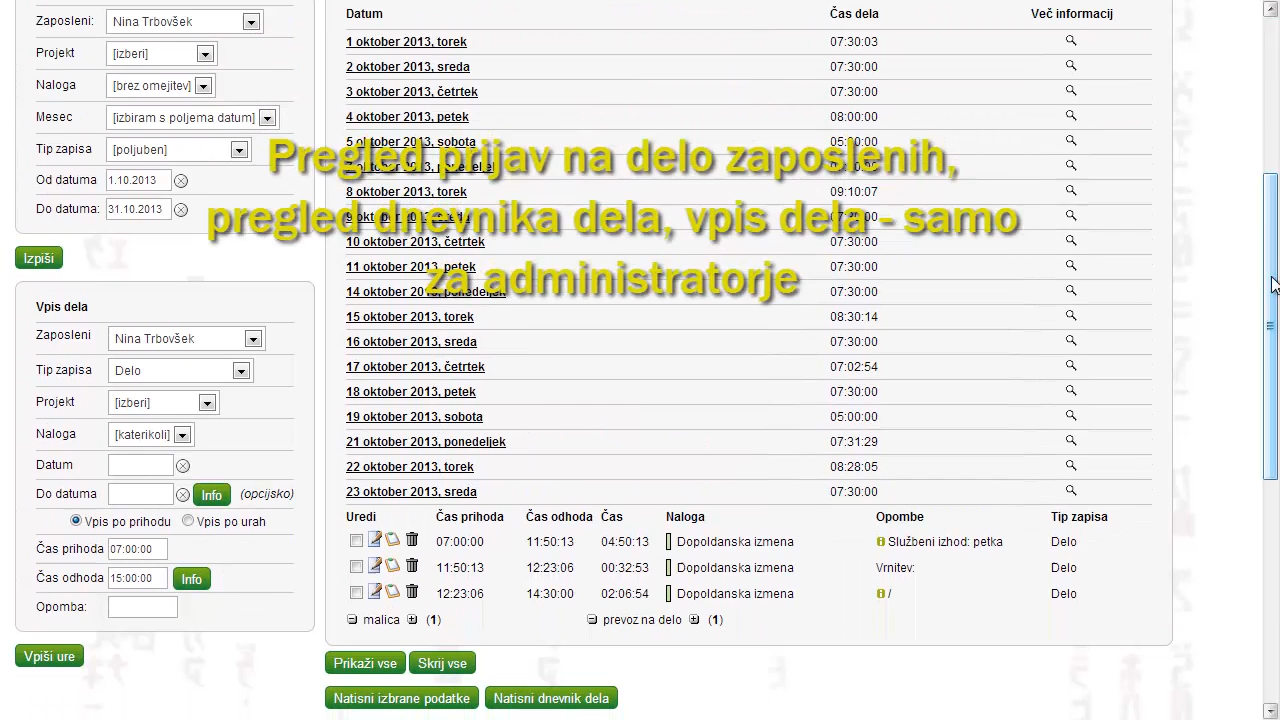 Zaposleni: Nina Trbovšek
Projekt [izberi]
Naloga [brez omejitev]
Mesec [izbiram s poljema datum]
Tip zapisa [poljuben]
Od datuma 1.10.2013
Do datuma: 31.10.2013
Izpiši
Vpis dela
Zaposleni Nina Trbovšek
Tip zapisa Delo
Projekt [izberi]
Naloga [katerikoli]
Datum
Do datuma Info (opcijsko)
Vpis po prihodu Vpis po urah
Čas prihoda 07:00:00
Čas odhoda 15:00:00 Info
Opomba:
Vpiši ure
Datum Čas dela Več informacij
1 oktober 2013, torek 07:30:03
2 oktober 2013, sreda 07:30:00
3 oktober 2013, četrtek 07:30:00
4 oktober 2013, petek 08:00:00
5 oktober 2013, sobota
8 oktober 2013, torek 09:10:07
10 oktober 2013, četrtek 07:30:00
11 oktober 2013, petek 07:30:00
14 oktober 2013, ponedeljek 07:30:00
15 oktober 2013, torek 08:30:14
16 oktober 2013, sreda 07:30:00
17 oktober 2013, četrtek 07:02:54
18 oktober 2013, petek 07:30:00
19 oktober 2013, sobota 05:00:00
21 oktober 2013, ponedeljek 07:31:29
22 oktober 2013, torek 08:28:05
23 oktober 2013, sreda 07:30:00
Uredi Čas prihoda Čas odhoda Čas Naloga Opombe Tip zapisa
07:00:00 11:50:13 04:50:13 Dopoldanska izmena Službeni izhod: petka Delo
11:50:13 12:23:06 00:32:53 Dopoldanska izmena Vrnitev: Delo
12:23:06 14:30:00 02:06:54 Dopoldanska izmena / Delo
malica (1) prevoz na delo (1)
Prikaži vse Skrij vse
Natisni izbrane podatke Natisni dnevnik dela
Pregled prijav na delo zaposlenih,
pregled dnevnika dela, vpis dela - samo
za administratorje